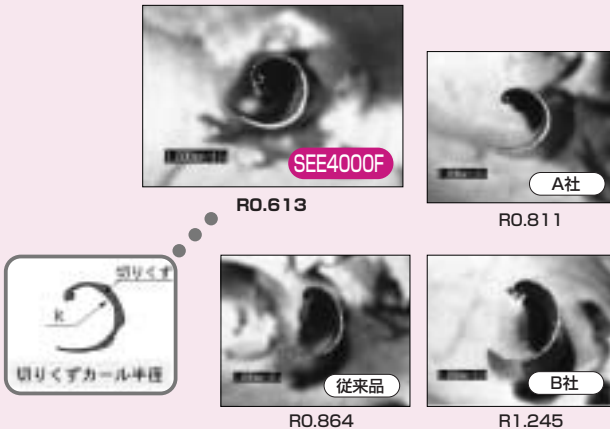 SEE4000F
R0.613
A社
R0.811
切りくず
R
切りくずカール半径
従来品
R0.864
B社
R1.245